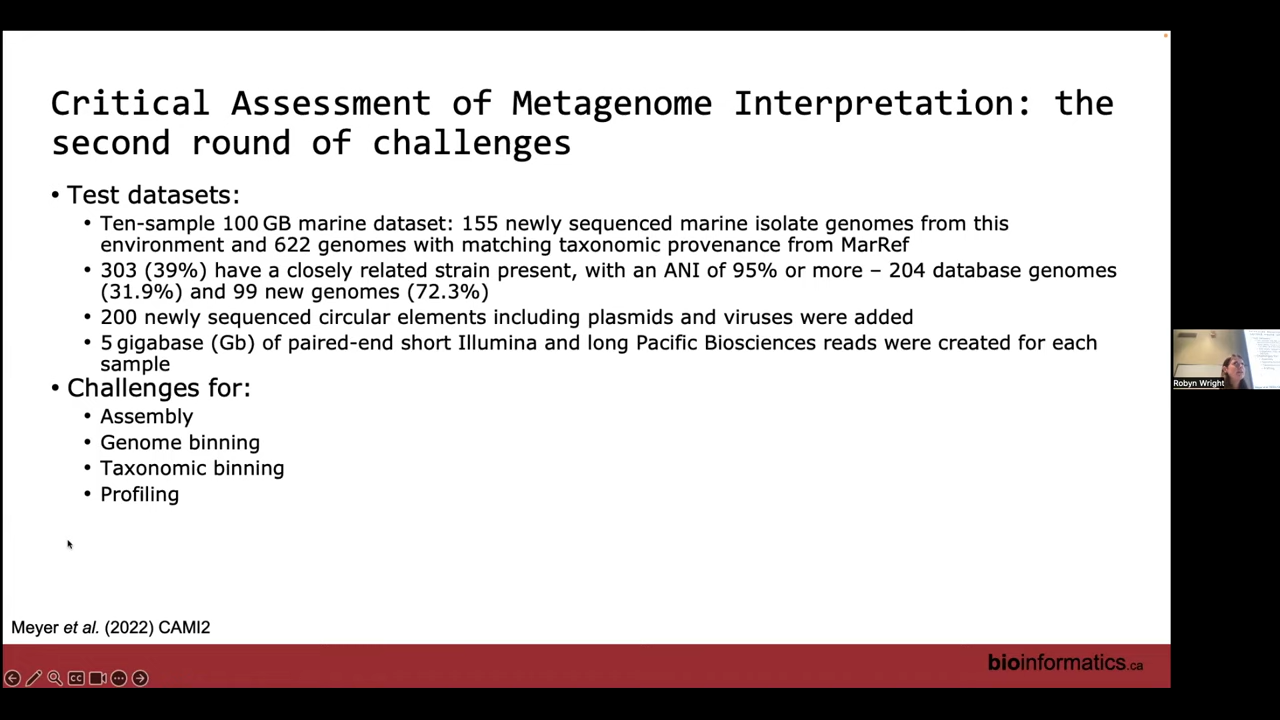 Critical Assessment of Metagenome Interpretation: the
second round of challenges
• Test datasets:
• Ten-sample 100 GB marine dataset: 155 newly sequenced marine isolate genomes from this
environment and 622 genomes with matching taxonomic provenance from MarRef
• 303 (39%) have a closely related strain present, with an ANI of 95% or more – 204 database genomes
(31.9%) and 99 new genomes (72.3%)
• 200 newly sequenced circular elements including plasmids and viruses were added
• 5 gigabase (Gb) of paired-end short Illumina and long Pacific Biosciences reads were created for each
sample
• Challenges for:
• Assembly
• Genome binning
• Taxonomic binning
• Profiling
Robyn Wright
Meyer et al. (2022) CAMI2
bioinformatics.ca
CC